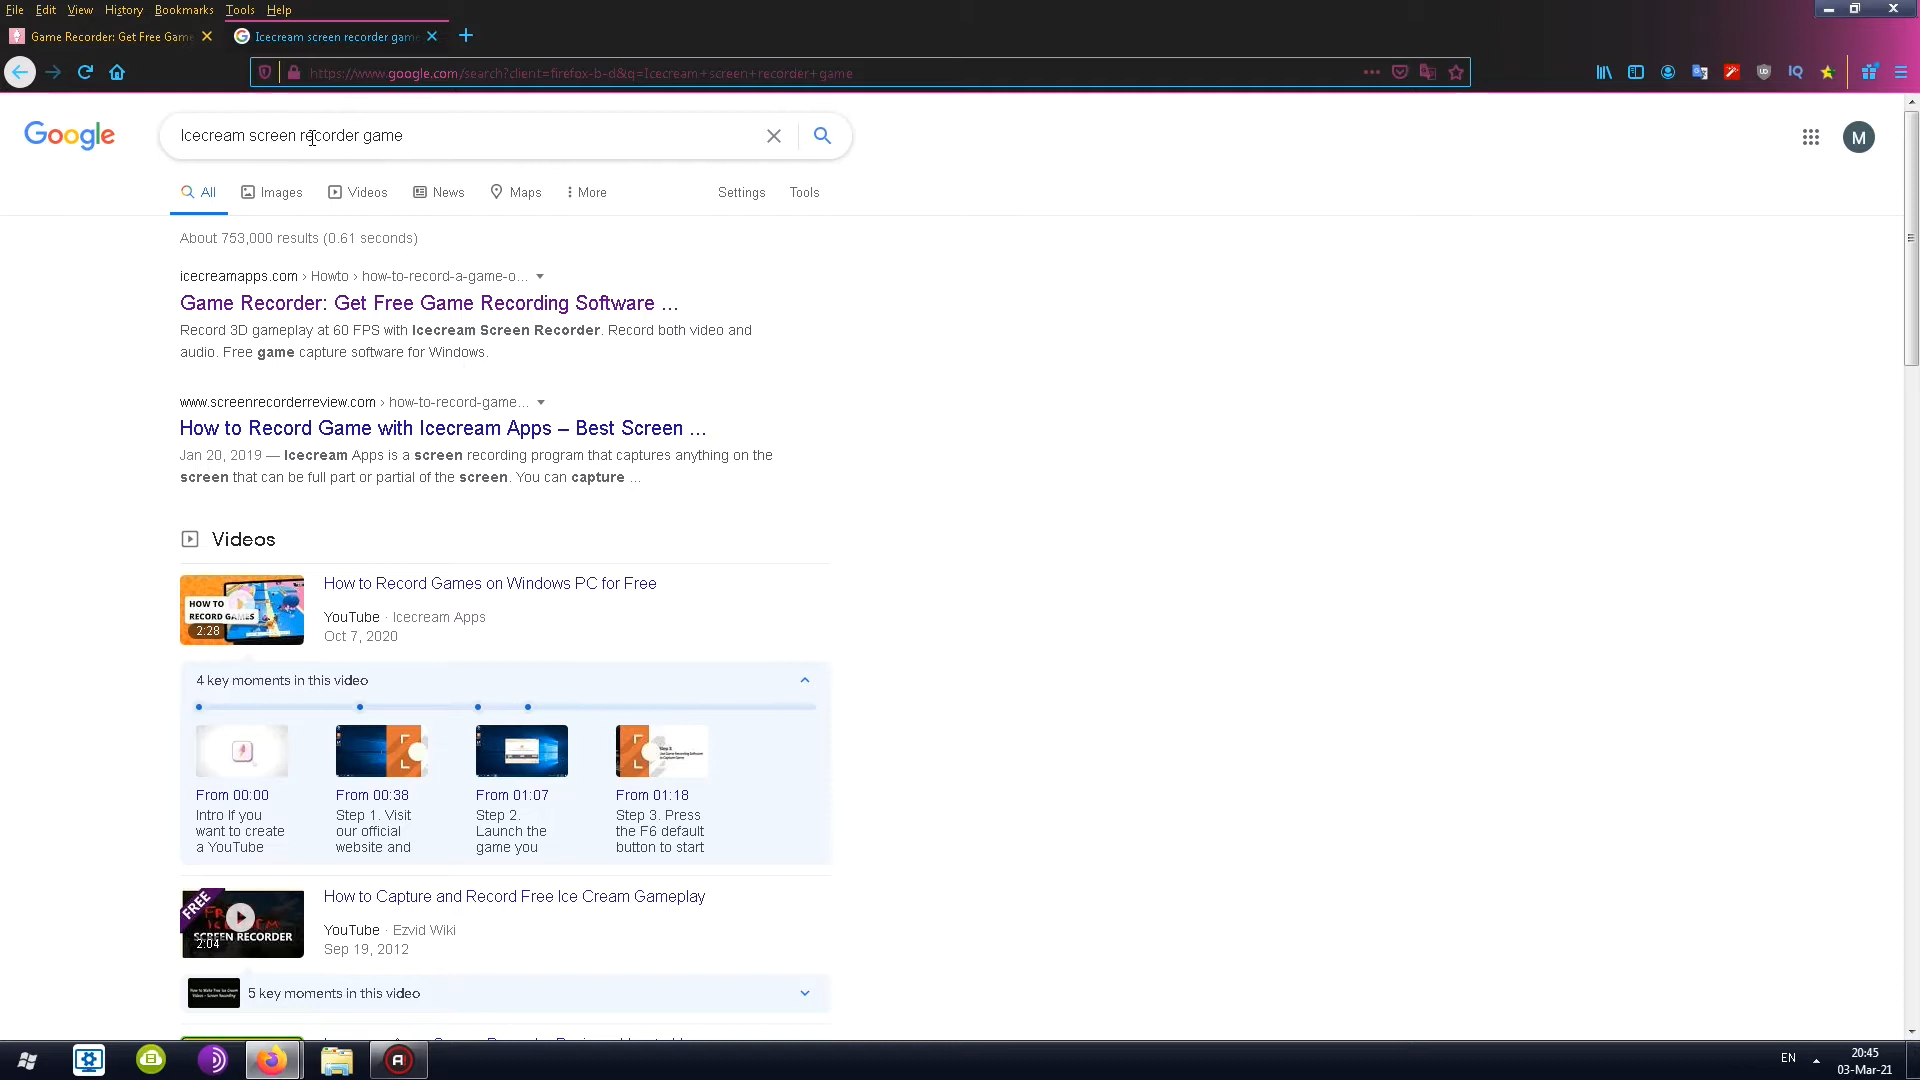 File Edit View History Bookmarks Tools Help
Game Recorder: Get Free Game
Icecream screen recorder game
https://www.google.com/search?client=firefox-b-d&q=Icecream+screen+recorder+game
Google
Icecream screen recorder game
M
All Images Videos News Maps More Settings Tools
About 753,000 results (0.61 seconds)
icecreamapps.com › Howto › how-to-record-a-game-o...
Game Recorder: Get Free Game Recording Software ...
Record 3D gameplay at 60 FPS with Icecream Screen Recorder. Record both video and
audio. Free game capture software for Windows.
www.screenrecorderreview.com › how-to-record-game...
How to Record Game with Icecream Apps – Best Screen ...
Jan 20, 2019 — Icecream Apps is a screen recording program that captures anything on the
screen that can be full part or partial of the screen. You can capture ...
Videos
HOW TO
RECORD GAMES
2:28
How to Record Games on Windows PC for Free
YouTube · Icecream Apps
Oct 7, 2020
4 key moments in this video
From 00:00
Intro If you
want to create
a YouTube
From 00:38
Step 1. Visit
our official
website and
From 01:07
Step 2.
Launch the
game you
From 01:18
Step 3. Press
the F6 default
button to start
FREE
SCREEN RECORDER
2:04
How to Capture and Record Free Ice Cream Gameplay
YouTube · Ezvid Wiki
Sep 19, 2012
5 key moments in this video
EN
20:45
03-Mar-21